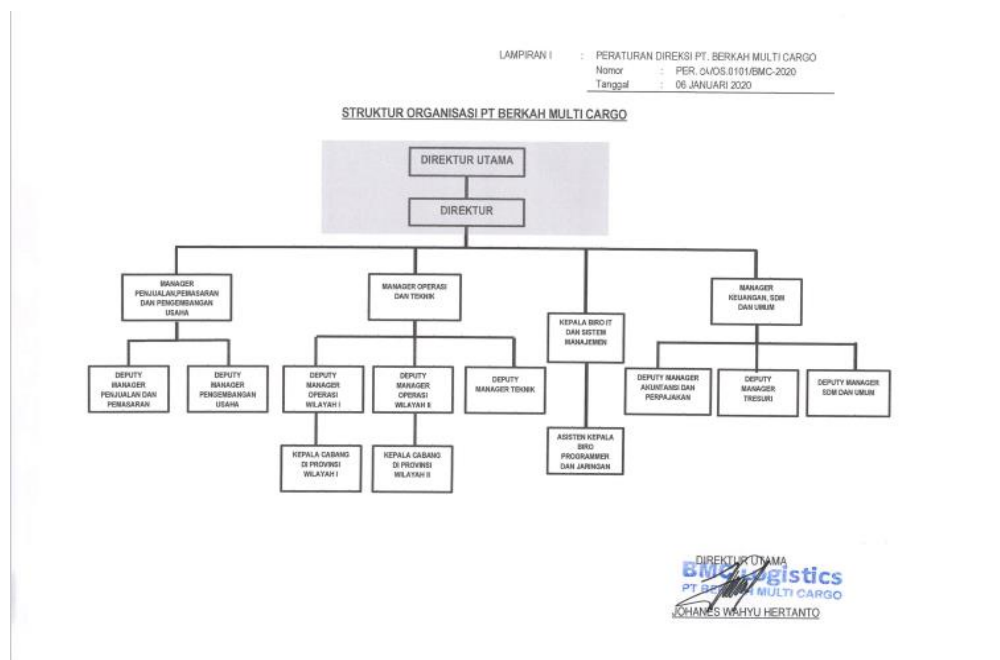 LAMPIRAN I : PERATURAN DIREKSI PT. BERKAH MULTI CARGO
Nomor : PER. 01/OS.0101/BMC-2020
Tanggal : 06 JANUARI 2020
STRUKTUR ORGANISASI PT BERKAH MULTI CARGO
DIREKTUR UTAMA
DIREKTUR
MANAGER
PENJUALAN,PEMASARAN
DAN PENGEMBANGAN
USAHA
MANAGER OPERASI
DAN TEKNIK
KEPALA BIRO IT
DAN SISTEM
MANAJEMEN
MANAGER
KEUANGAN, SDM
DAN UMUM
DEPUTY
MANAGER
PENJUALAN DAN
PEMASARAN
DEPUTY
MANAGER
PENGEMBANGAN
USAHA
DEPUTY
MANAGER
OPERASI
WILAYAH I
DEPUTY
MANAGER
OPERASI
WILAYAH II
DEPUTY
MANAGER TEKNIK
DEPUTY MANAGER
AKUNTANSI DAN
PERPAJAKAN
DEPUTY
MANAGER
TRESURI
DEPUTY MANAGER
SDM DAN UMUM
KEPALA CABANG
DI PROVINSI
WILAYAH I
KEPALA CABANG
DI PROVINSI
WILAYAH II
ASISTEN KEPALA
BIRO
PROGRAMMER
DAN JARINGAN
DIREKTUR UTAMA
BMC Logistics
PT BERKAH MULTI CARGO
JOHANES WAHYU HERTANTO